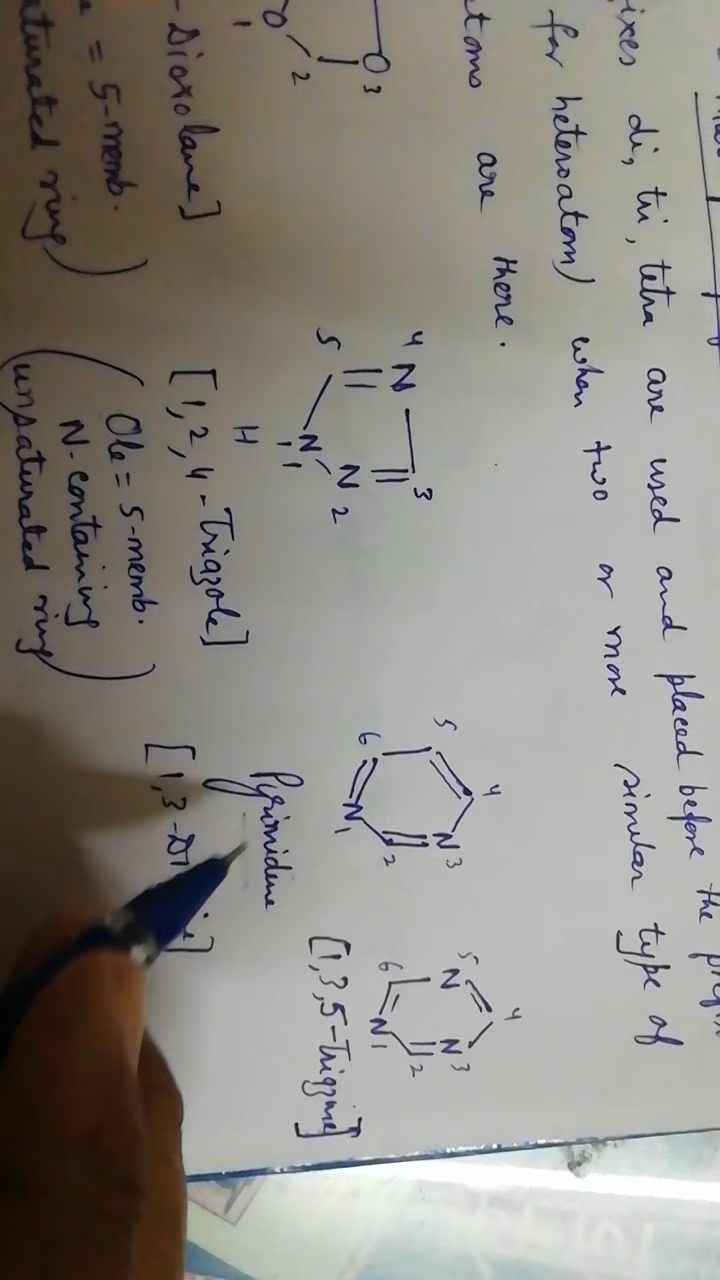 di, tri, tetra are used and placed before the
for heteroatom) when two or more similar type of
are there.
O 3
O 2
1
4 N
3
5
N N 2
1
H
5
4
6
N 3
N 1
2
5 N
4
6
N 3
N 1
2
- Dioxolane]
[1,2,4-Triazole]
Pyrimidine
[1,3,5-Triazine]
= 5-memb.
ring)
(Ole = 5-memb.
N-containing
unsaturated ring)
[1,3-Di